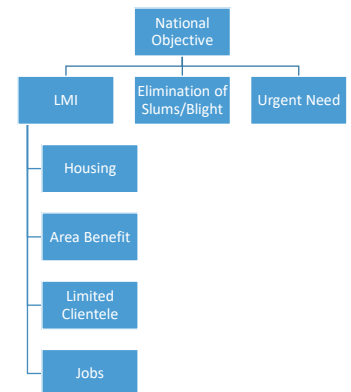 National
Objective
LMI
Elimination of
Slums/Blight
Urgent Need
Housing
Area Benefit
Limited
Clientele
Jobs